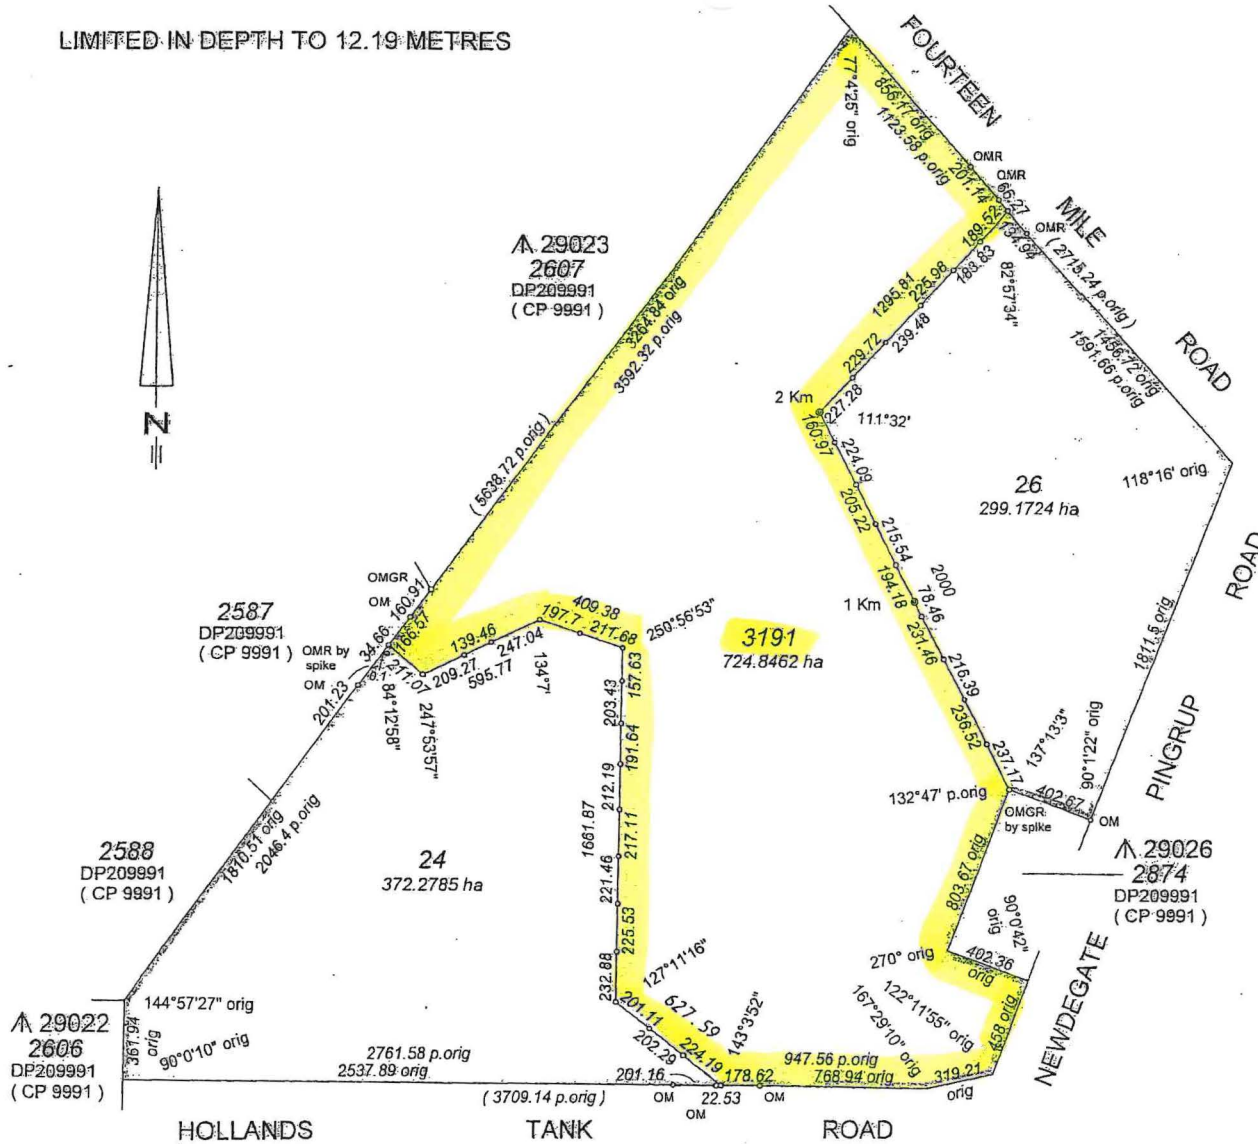 LIMITED IN DEPTH TO 12.19 METRES
FOURTEEN
MILE
ROAD
77°4'25" orig
856.17 orig
1123.58 p.orig
OMR
201.14
OMR
66.27
189.52
OMR
134.94
( 2715.24 p.orig )
183.83
82°57'34"
1456.72 orig
1591.66 p.orig
⩚ 29023
2607
DP209991
( CP 9991 )
3264.84 orig
3592.32 p.orig
( 5638.72 p.orig )
1295.81
225.98
239.48
229.72
2 Km
227.28
111°32'
160.97
224.09
205.22
215.54
194.18
2000
1 Km
78.46
231.46
216.39
236.52
237.17
26
299.1724 ha
118°16' orig
ROAD
1811.5 orig
PINGRUP
137°13'3"
90°1'22" orig
132°47' p.orig
402.67
OMGR
by spike
OM
N
OMGR
OM
160.91
166.57
34.66
2587
DP209991
( CP 9991 )
OMR by
spike
OM
201.23
0.1
211.07
84°12'58"
247°53'57"
209.27
139.46
595.77
247.04
134°7'
409.38
197.7
211.68
250°56'53"
3191
724.8462 ha
157.63
203.43
191.64
212.19
1661.87
217.11
221.46
225.53
232.88
2588
DP209991
( CP 9991 )
1810.51 orig
2046.4 p.orig
24
372.2785 ha
⩚ 29026
2874
DP209991
( CP 9991 )
803.67 orig
90°0'42"
orig
270° orig
402.36
orig
122°11'55" orig
167°29'10" orig
458 orig
NEWDEGATE
127°11'16"
201.11
627.59
202.29
224.19
143°3'52"
144°57'27" orig
⩚ 29022
2606
DP209991
( CP 9991 )
361.94
orig
90°0'10" orig
2761.58 p.orig
2537.89 orig
201.16
178.62
947.56 p.orig
768.94 orig
319.21
orig
( 3709.14 p.orig )
OM
22.53
OM
OM
HOLLANDS TANK ROAD